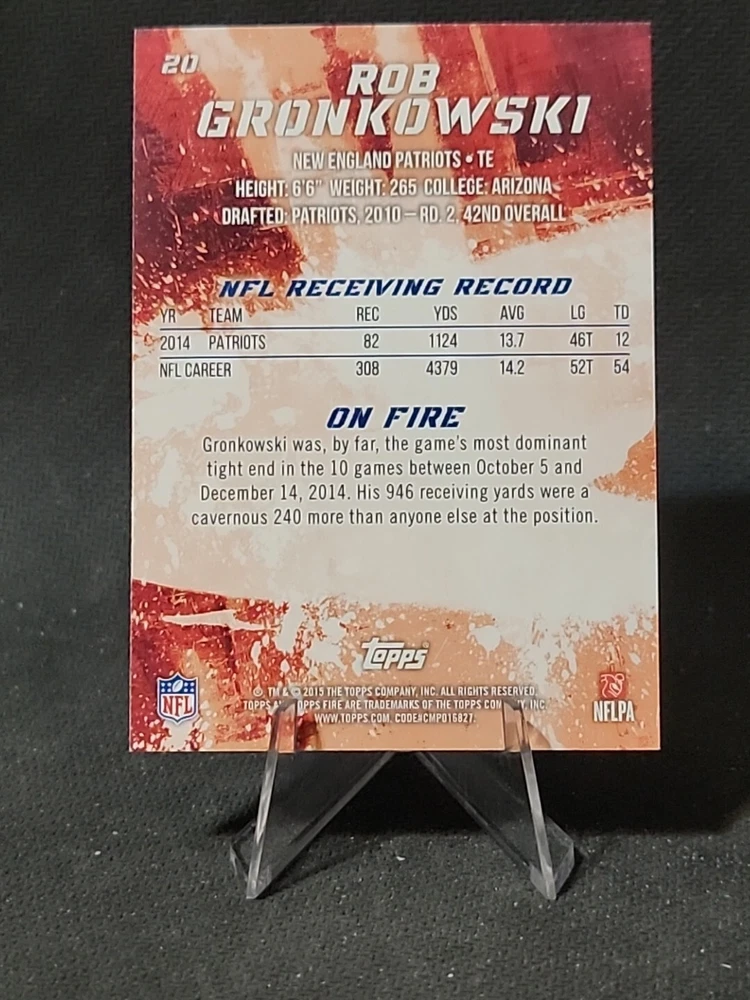 20
ROB
GRONKOWSKI
NEW ENGLAND PATRIOTS • TE
HEIGHT: 6'6" WEIGHT: 265 COLLEGE: ARIZONA
DRAFTED: PATRIOTS, 2010 – RD. 2, 42ND OVERALL
NFL RECEIVING RECORD
YR TEAM REC YDS AVG LG TD
2014 PATRIOTS 82 1124 13.7 46T 12
NFL CAREER 308 4379 14.2 52T 54
ON FIRE
Gronkowski was, by far, the game's most dominant
tight end in the 10 games between October 5 and
December 14, 2014. His 946 receiving yards were a
cavernous 240 more than anyone else at the position.
topps
® TM & © 2015 THE TOPPS COMPANY, INC. ALL RIGHTS RESERVED.
TOPPS OPPS FIRE ARE TRADEMARKS OF THE TOPPS INC.
WWW.TOPPS.COM. CODE#CMP016827.
NFL
NFLPA